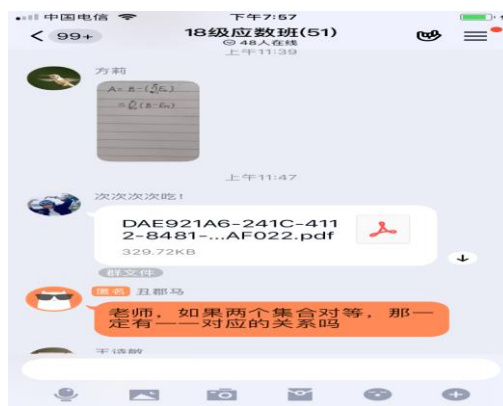 中国电信
下午7:57
99+
18级应数班(51)
48人在线
上午11:39
方莉
上午11:47
次次次次吃!
DAE921A6-241C-411
2-8481-...AF022.pdf
329.72KB
群文件
匿名 丑郡马
老师，如果两个集合对等，那一
定有一一对应的关系吗